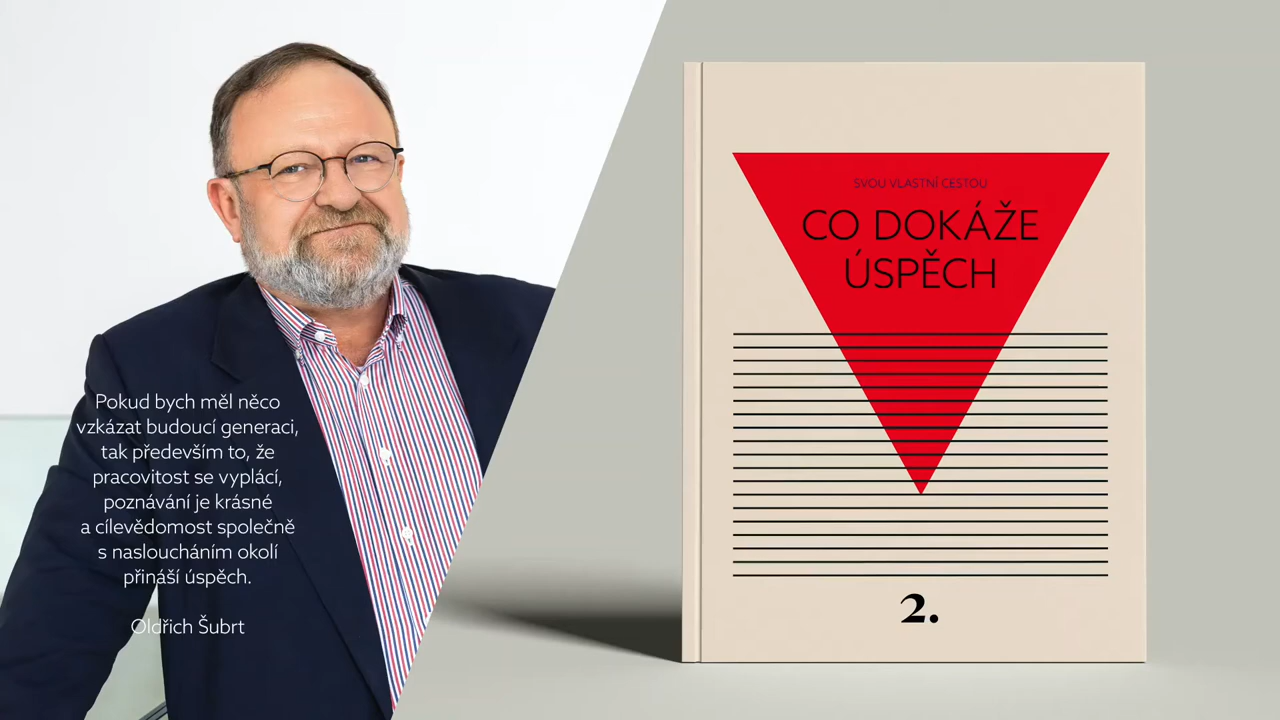 Pokud bych měl něco
vzkázat budoucí generaci,
tak především to, že
pracovitost se vyplácí,
poznávání je krásné
a cílevědomost společně
s nasloucháním okolí
přináší úspěch.
Oldřich Šubrt
SVOU VLASTNÍ CESTOU
CO DOKÁŽE
ÚSPĚCH
2.